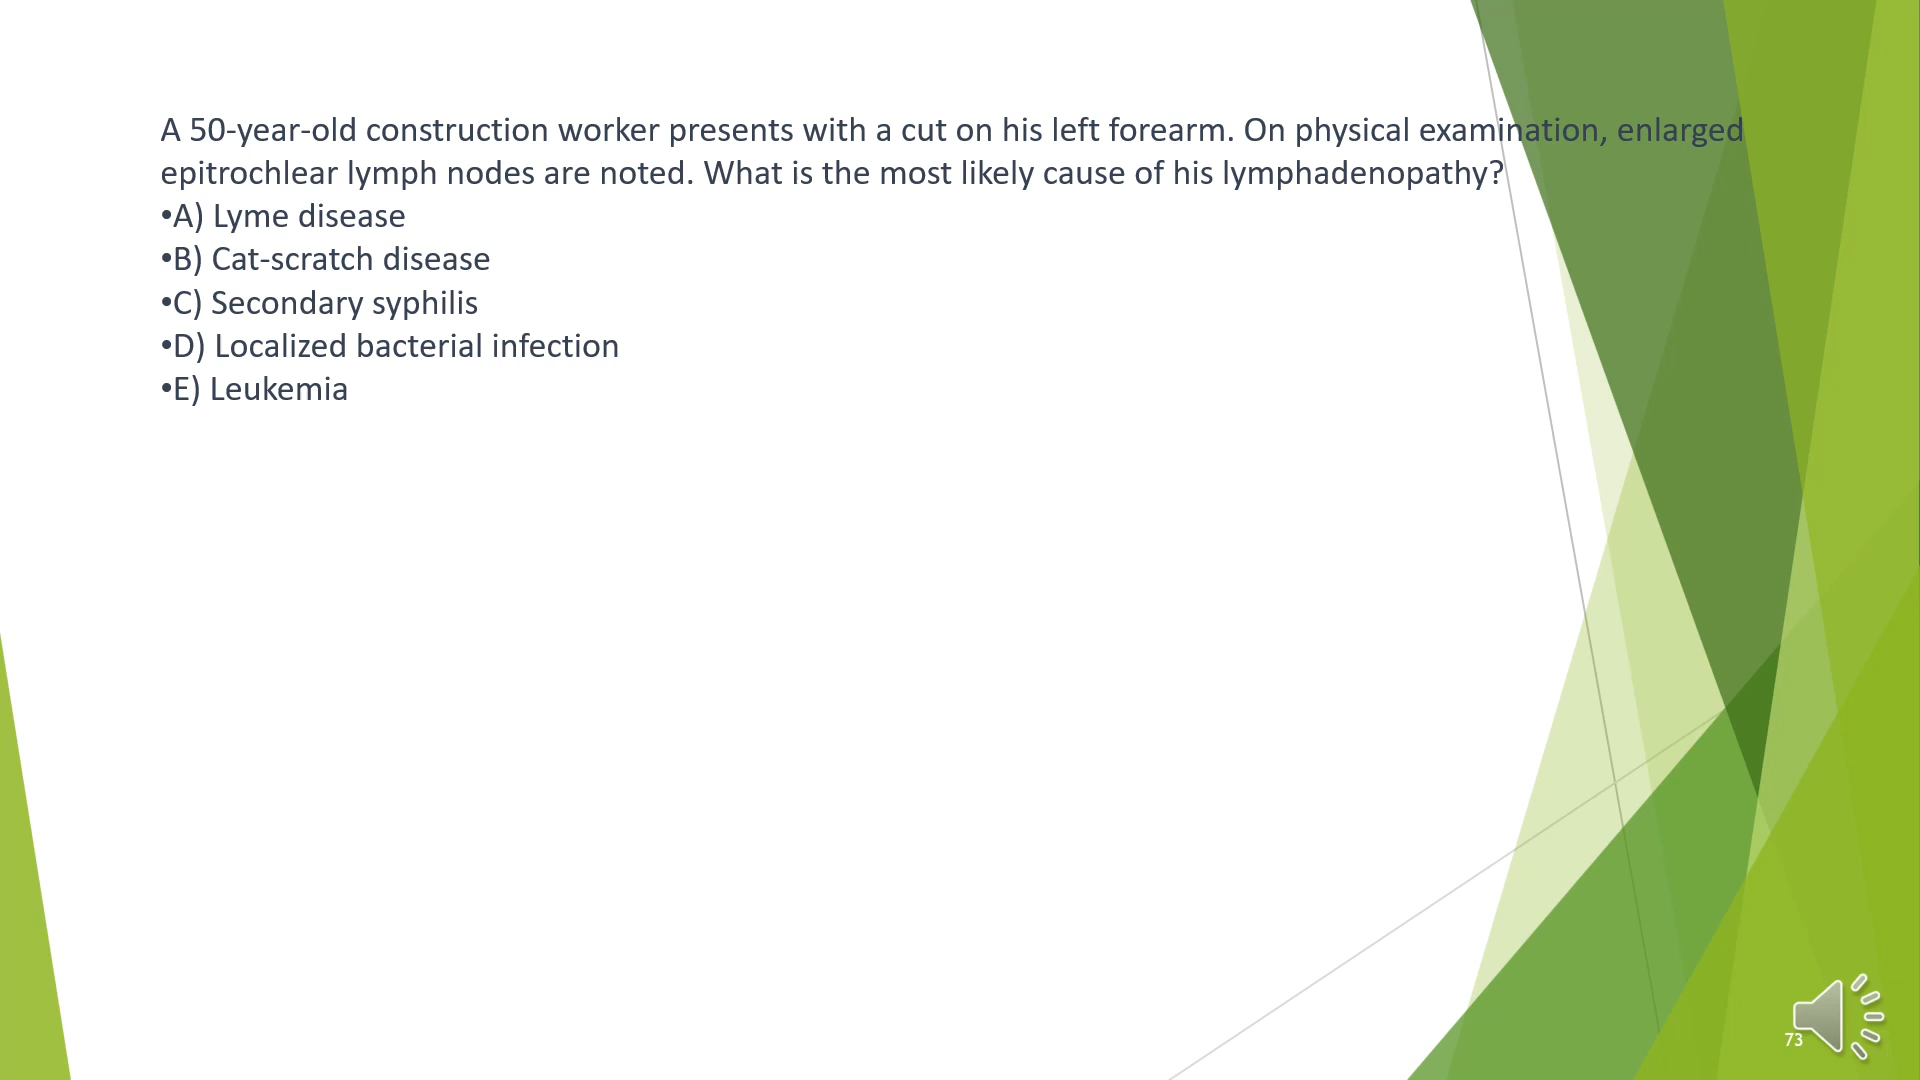 A 50-year-old construction worker presents with a cut on his left forearm. On physical examination, enlarged
epitrochlear lymph nodes are noted. What is the most likely cause of his lymphadenopathy?
•A) Lyme disease
•B) Cat-scratch disease
•C) Secondary syphilis
•D) Localized bacterial infection
•E) Leukemia
73